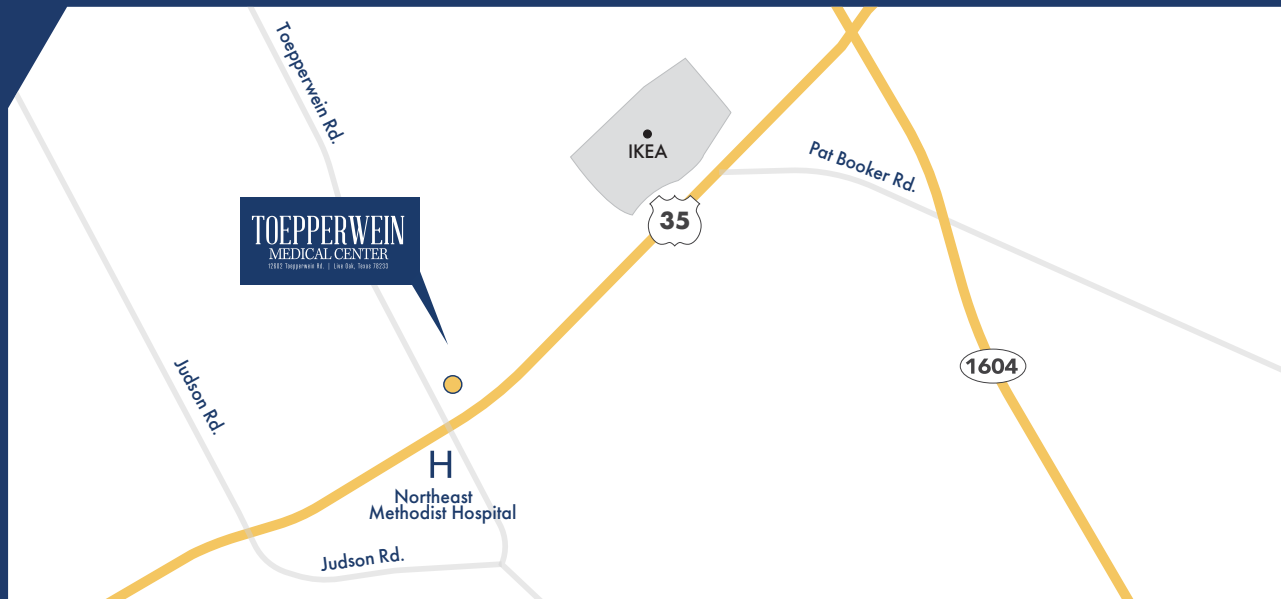 Toepperwein Rd.
IKEA
Pat Booker Rd.
TOEPPERWEIN
MEDICAL CENTER
12602 Toepperwein Rd. | Live Oak, Texas 78233
35
1604
Judson Rd.
H
Northeast
Methodist Hospital
Judson Rd.